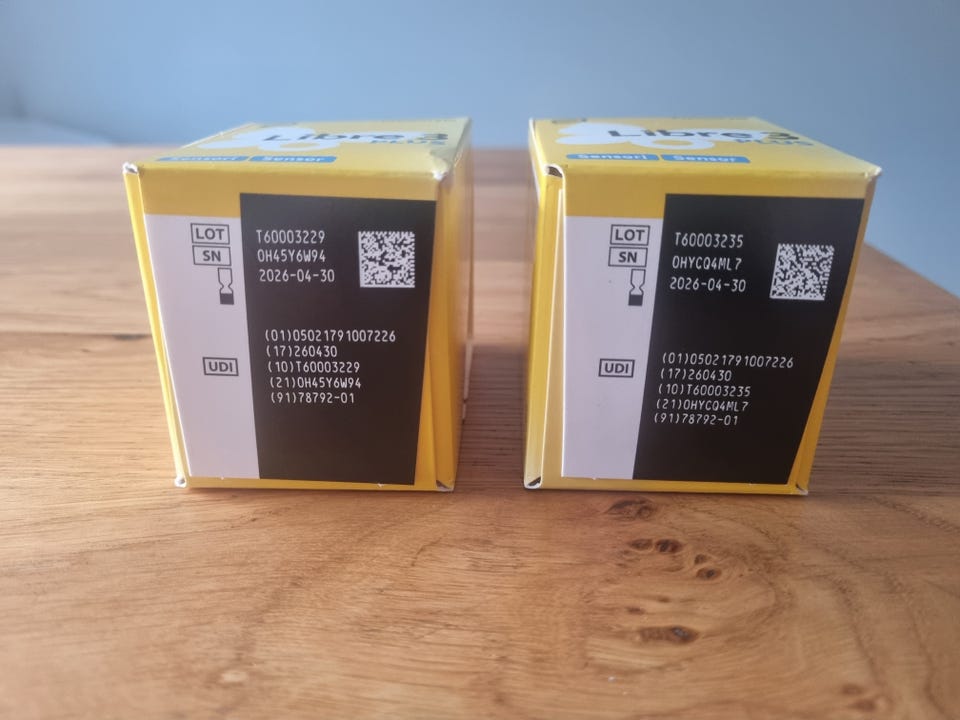 Libre 3
PLUS
Sensori Sensor
LOT T60003229
SN 0H45Y6W94
2026-04-30
UDI
(01)05021791007226
(17)260430
(10)T60003229
(21)0H45Y6W94
(91)78792-01
Libre 3
PLUS
Sensori Sensor
LOT T60003235
SN 0HYCQ4ML7
2026-04-30
UDI
(01)05021791007226
(17)260430
(10)T60003235
(21)0HYCQ4ML7
(91)78792-01